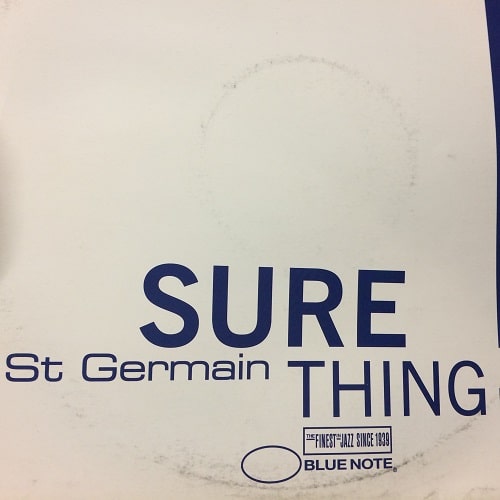 SURE
St Germain THING
THE FINEST IN JAZZ SINCE 1939
BLUE NOTE®